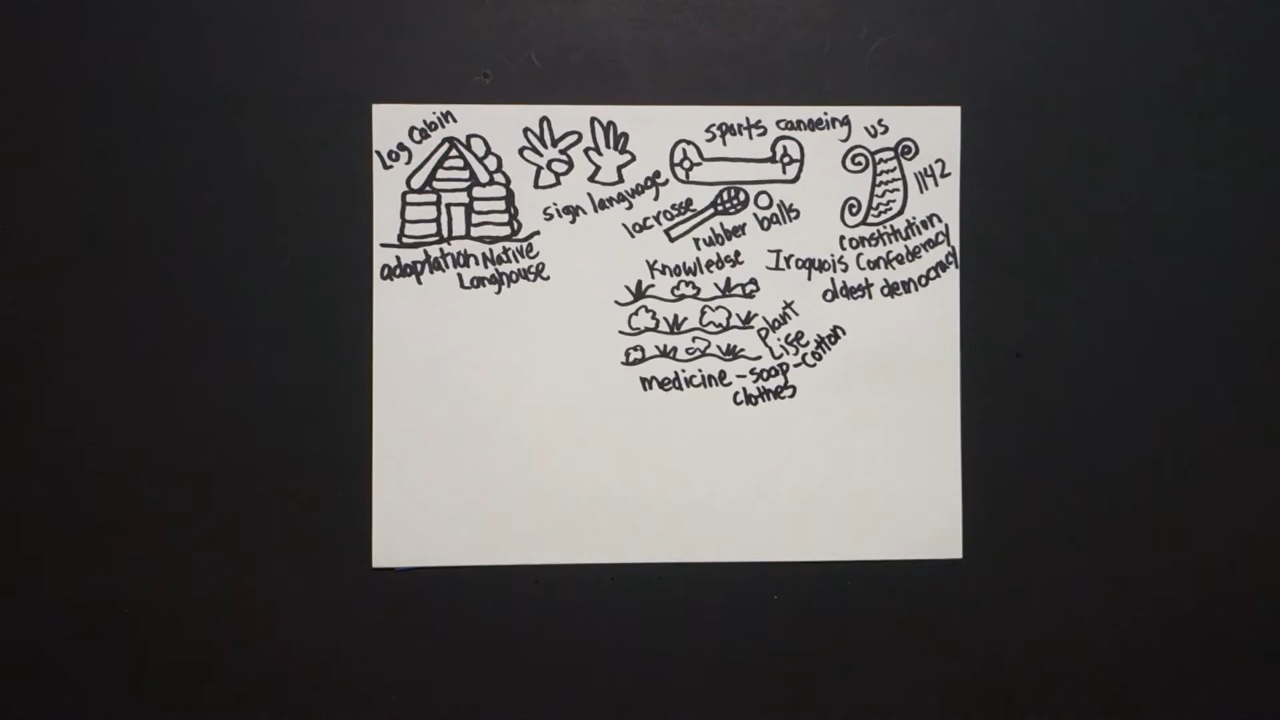 Log Cabin
adaptation Native
Longhouse
sign language
sports canoeing
lacrosse
rubber balls
US
1142
constitution
Iroquois Confederacy
oldest democracy
Knowledge
plant
Life
medicine - soap - cotton
clothes